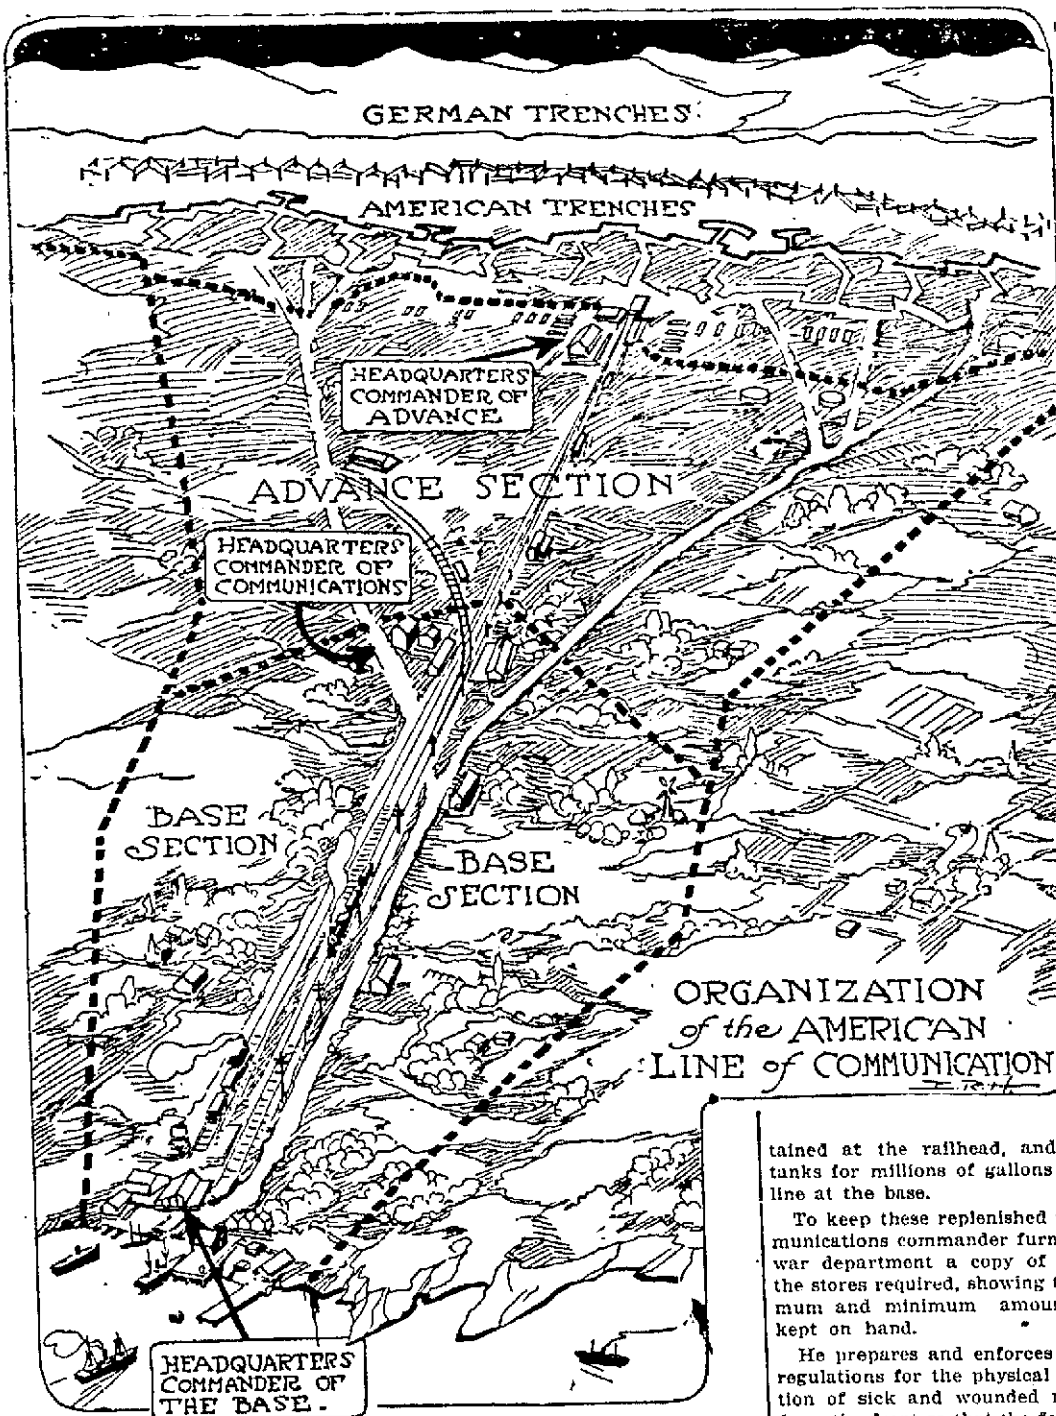 GERMAN TRENCHES
AMERICAN TRENCHES
HEADQUARTERS
COMMANDER OF
ADVANCE
ADVANCE SECTION
HEADQUARTERS
COMMANDER OF
COMMUNICATIONS
BASE
SECTION
BASE
SECTION
ORGANIZATION
of the AMERICAN
LINE of COMMUNICATION
HEADQUARTERS
COMMANDER OF
THE BASE.
tained at the railhead, and
tanks for millions of gallons
line at the base.
To keep these replenished
munications commander furn
war department a copy of
the stores required, showing
mum and minimum amou
kept on hand.
He prepares and enforces
regulations for the physical
tion of sick and wounded